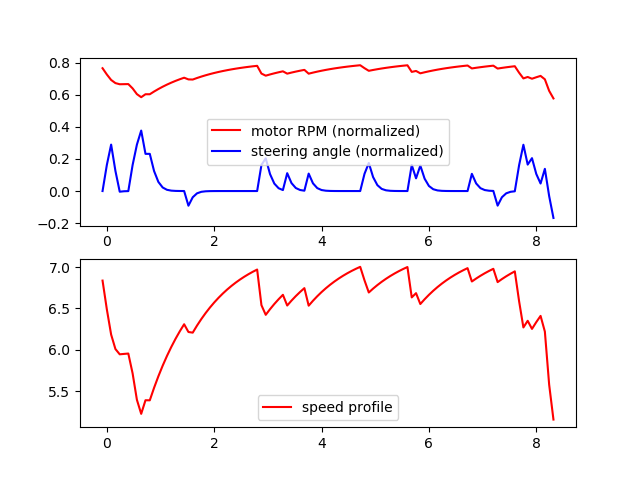 0.8
0.6
0.4
0.2
0.0
−0.2
motor RPM (normalized)
steering angle (normalized)
0 2 4 6 8
7.0
6.5
6.0
5.5
speed profile
0 2 4 6 8